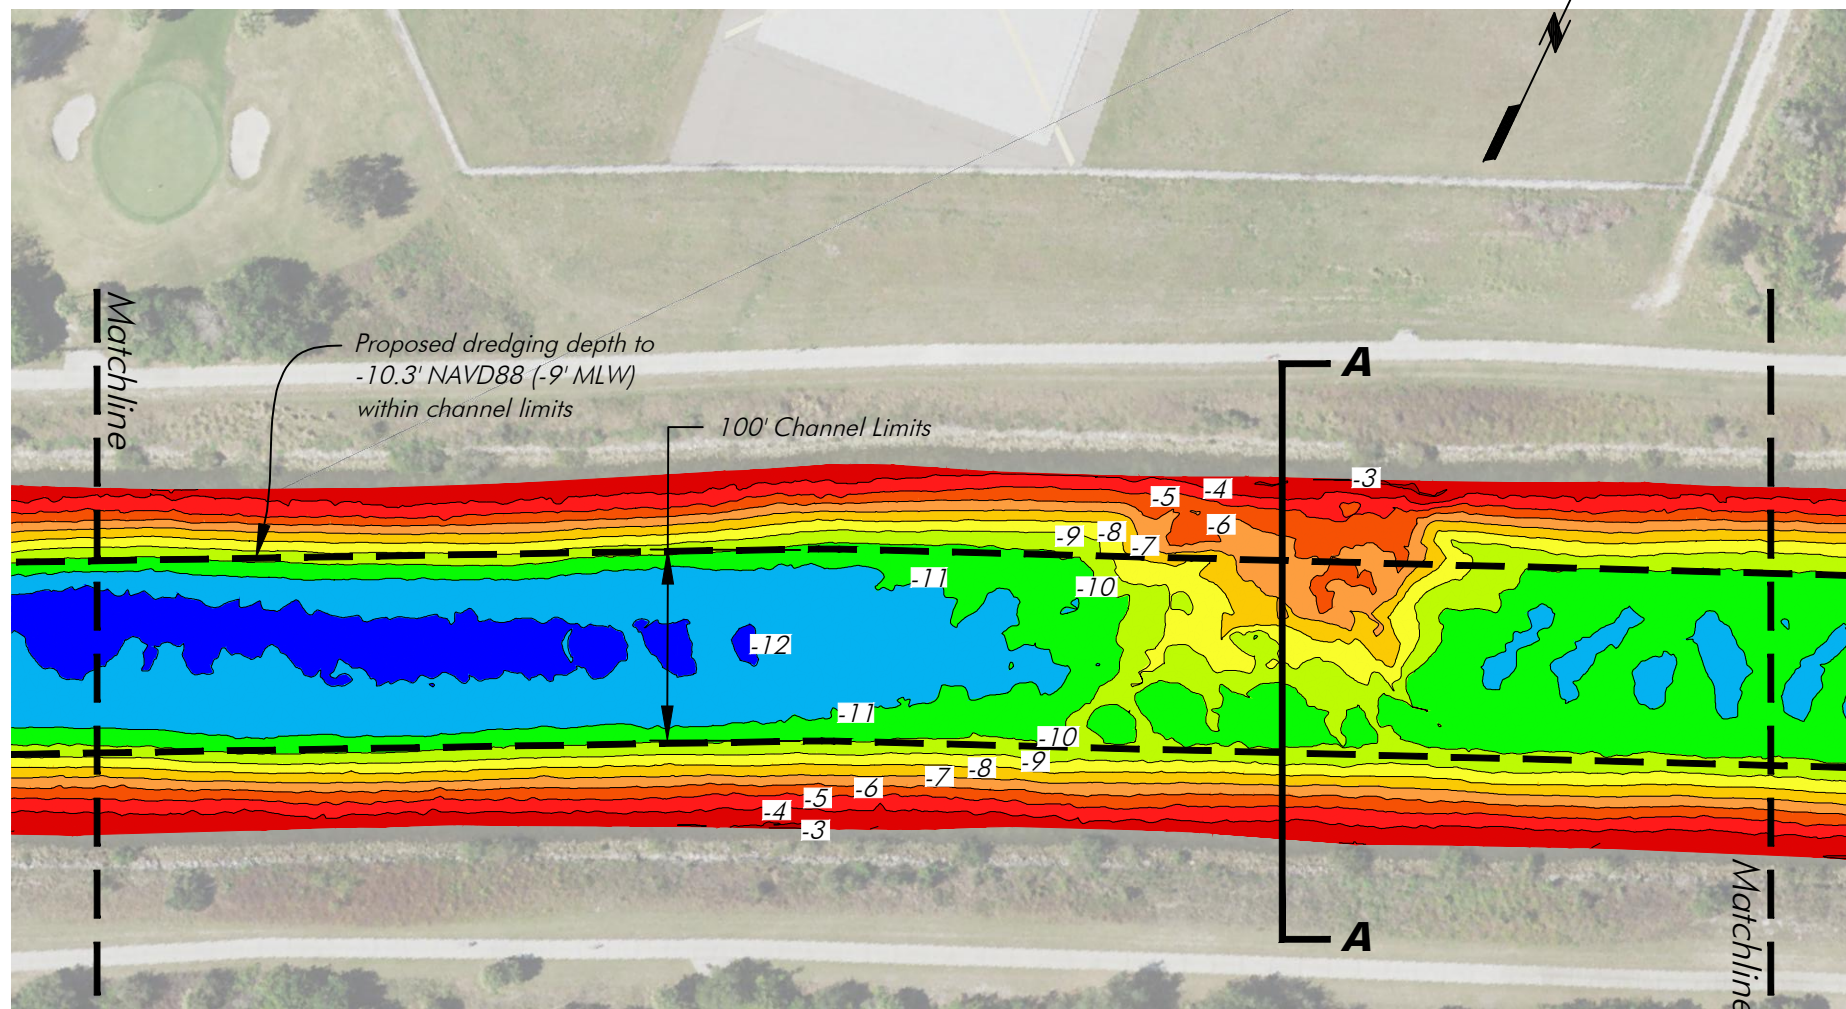 A
Matchline
Proposed dredging depth to
-10.3' NAVD88 (-9' MLW)
within channel limits
100' Channel Limits
-3
-4
-5
-6
-9
-8
-7
-11
-10
-12
-11
-10
-9
-8
-7
-6
-5
-4
-3
Matchline
A